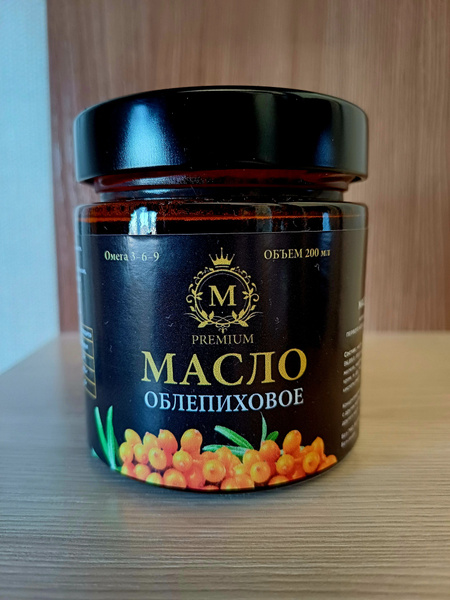 Омега 3-6-9
ОБЪЕМ 200 мл
M
PREMIUM
МАСЛО
ОБЛЕПИХОВОЕ